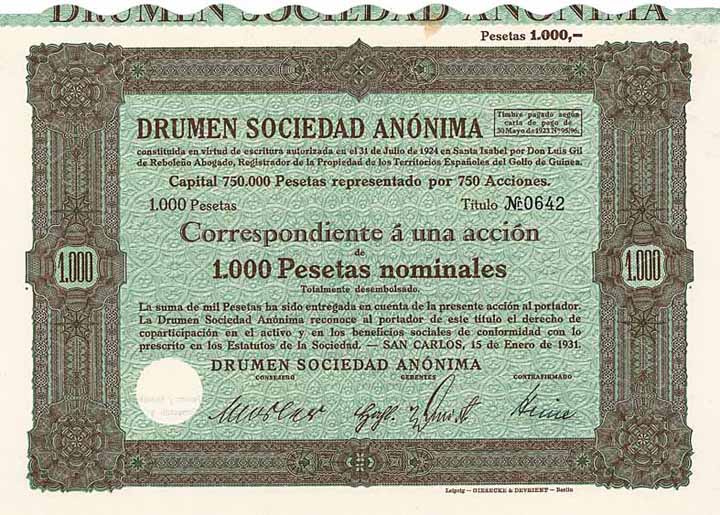 DRUMEN SOCIEDAD ANÓNIMA
Pesetas 1.000,—
DRUMEN SOCIEDAD ANÓNIMA
Timbre pagado según
carta de pago de
30 Mayo de 1923 Nº 95/96.
constituida en virtud de escritura autorizada en el 31 de Julio de 1924 en Santa Isabel por Don Luis Gil
de Reboleño Abogado, Registrador de la Propiedad de los Territorios Españoles del Golfo de Guinea.
Capital 750.000 Pesetas representado por 750 Acciones.
1.000 Pesetas
Título Nº 0642
Correspondiente á una acción
de
1.000 Pesetas nominales
Totalmente desembolsado.
1.000
1.000
La suma de mil Pesetas ha sido entregada en cuenta de la presente acción al portador.
La Drumen Sociedad Anónima reconoce al portador de este título el derecho de
coparticipación en el activo y en los beneficios sociales de conformidad con lo
prescrito en los Estatutos de la Sociedad. — SAN CARLOS, 15 de Enero de 1931.
DRUMEN SOCIEDAD ANÓNIMA
CONSEJERO
GERENTES
CONTRAFIRMADO
Heine
Leipzig — GIESECKE & DEVRIENT — Berlin